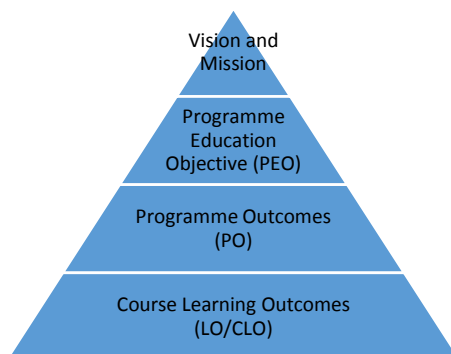 Vision and
Mission
Programme
Education
Objective (PEO)
Programme Outcomes
(PO)
Course Learning Outcomes
(LO/CLO)